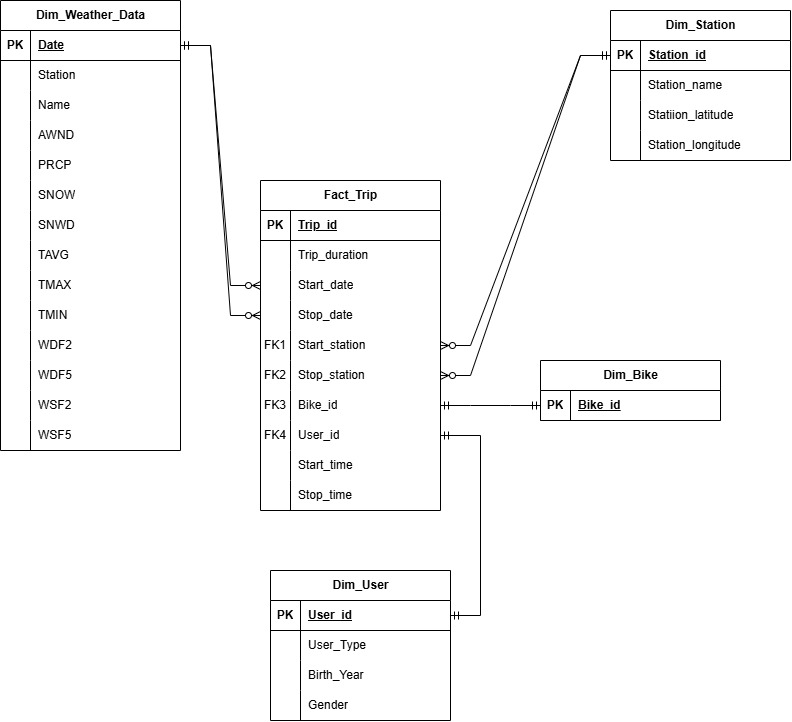 Dim_Weather_Data
PK Date
Station
Name
AWND
PRCP
SNOW
SNWD
TAVG
TMAX
TMIN
WDF2
WDF5
WSF2
WSF5
Dim_Station
PK Station_id
Station_name
Statiion_latitude
Station_longitude
Fact_Trip
PK Trip_id
Trip_duration
Start_date
Stop_date
FK1 Start_station
FK2 Stop_station
FK3 Bike_id
FK4 User_id
Start_time
Stop_time
Dim_Bike
PK Bike_id
Dim_User
PK User_id
User_Type
Birth_Year
Gender